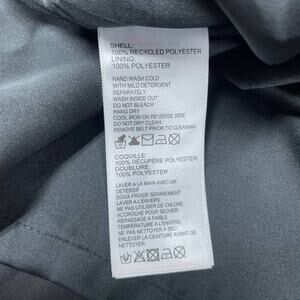 SHELL:
100% RECYCLED POLYESTER
LINING:
100% POLYESTER
HAND WASH COLD
WITH MILD DETERGENT
SEPARATELY
WASH INSIDE OUT
DO NOT BLEACH
HANG DRY
COOL IRON ON REVERSE SIDE
DO NOT DRY CLEAN
REMOVE BELT PRIOR TO CLEANING
COQUILLE:
100% RÉCUPÉRÉ POLYESTER
DOUBLURE:
100% POLYESTER
LAVER A LA MAIN AVEC UN
DETERSIF
DOUX FROIDE SEPAREMENT
LAVER A L'ENVERS
NE PAS UTILISER DE CHLORE
ACCROCHE POUR SECHER
REPASSAGE A FAIBLE
TEMPERATURE A L'ENVERS
NE PAS NETTOYER A SEC
ENLEVER LA CEINTURE AVANT DE
NETTOYER